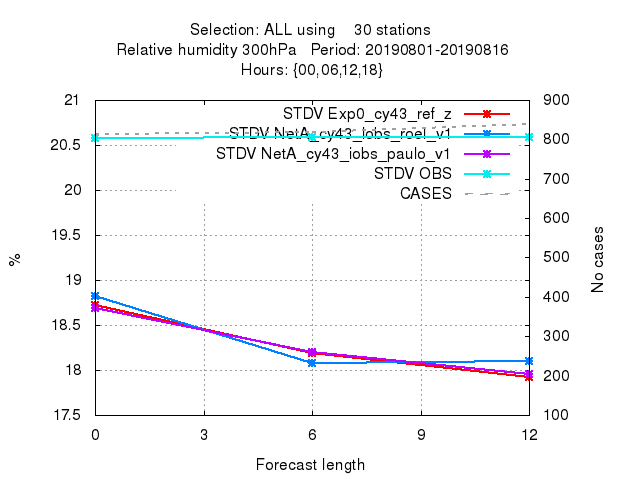 Selection: ALL using    30 stations
Relative humidity 300hPa   Period: 20190801-20190816
Hours: {00,06,12,18}
21
20.5
20
19.5
19
18.5
18
17.5
%
STDV Exp0_cy43_ref_z
STDV NetA_cy43_iobs_roel_v1
STDV NetA_cy43_iobs_paulo_v1
STDV OBS
CASES
900
800
700
600
500
400
300
200
100
No cases
0 3 6 9 12
Forecast length